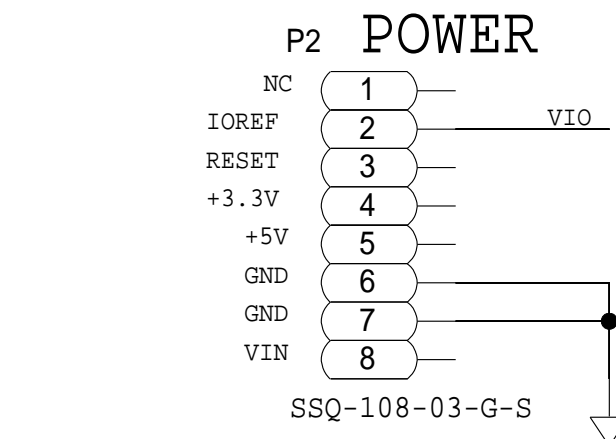 P2 POWER
NC 1
IOREF 2 VIO
RESET 3
+3.3V 4
+5V 5
GND 6
GND 7
VIN 8
SSQ-108-03-G-S